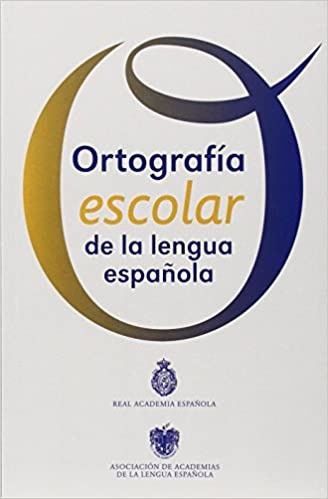 Ortografía
escolar
de la lengua
española
REAL ACADEMIA ESPAÑOLA
ASOCIACIÓN DE ACADEMIAS
DE LA LENGUA ESPAÑOLA